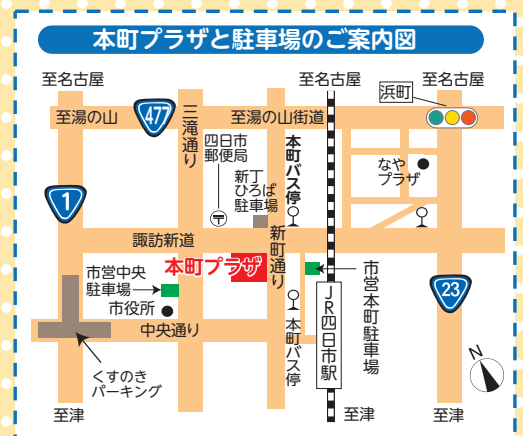 本町プラザと駐車場のご案内図
至名古屋
至名古屋
至名古屋
浜町
至湯の山
477
三滝通り
至湯の山街道
四日市
郵便局
本町バス停
なや
プラザ
新丁
ひろば
駐車場
1
諏訪新道
新町通り
本町プラザ
市営中央
駐車場
市役所
市営本町駐車場
23
中央通り
本町バス停
JR四日市駅
くすのき
パーキング
N
至津
至津
至津